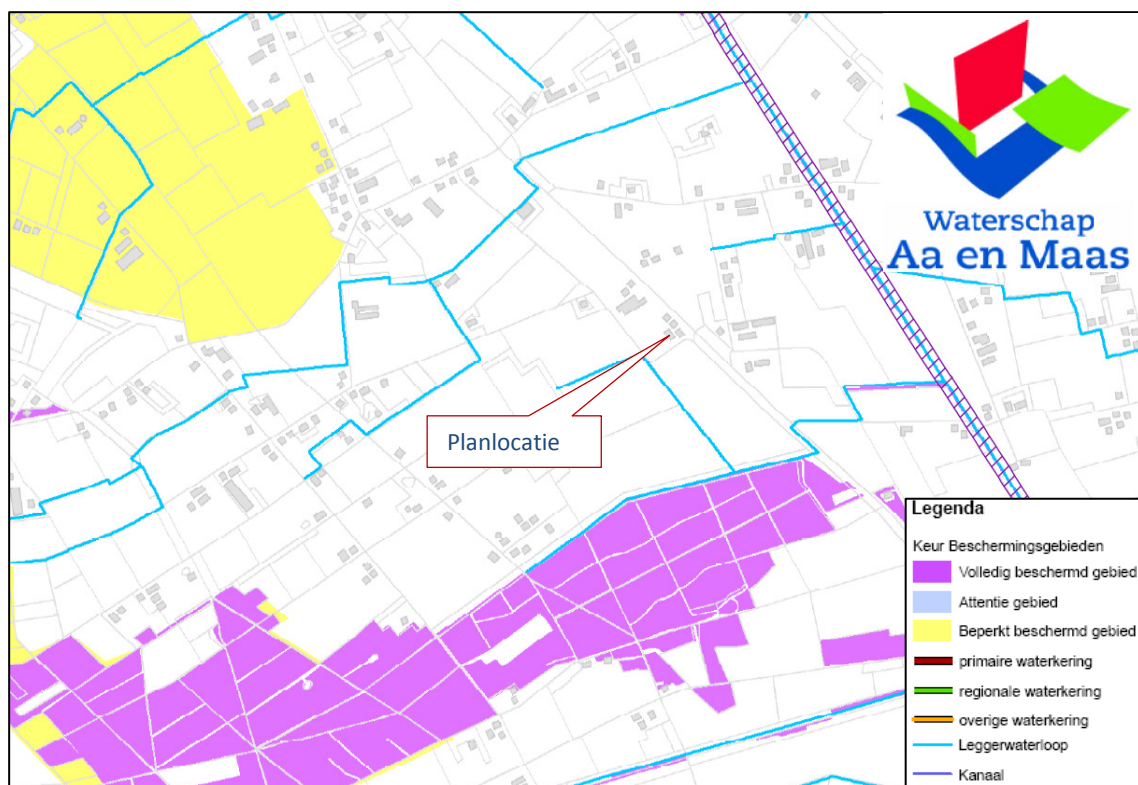 Waterschap
Aa en Maas
Planlocatie
Legenda
Keur Beschermingsgebieden
Volledig beschermd gebied
Attentie gebied
Beperkt beschermd gebied
primaire waterkering
regionale waterkering
overige waterkering
Leggerwaterloop
Kanaal